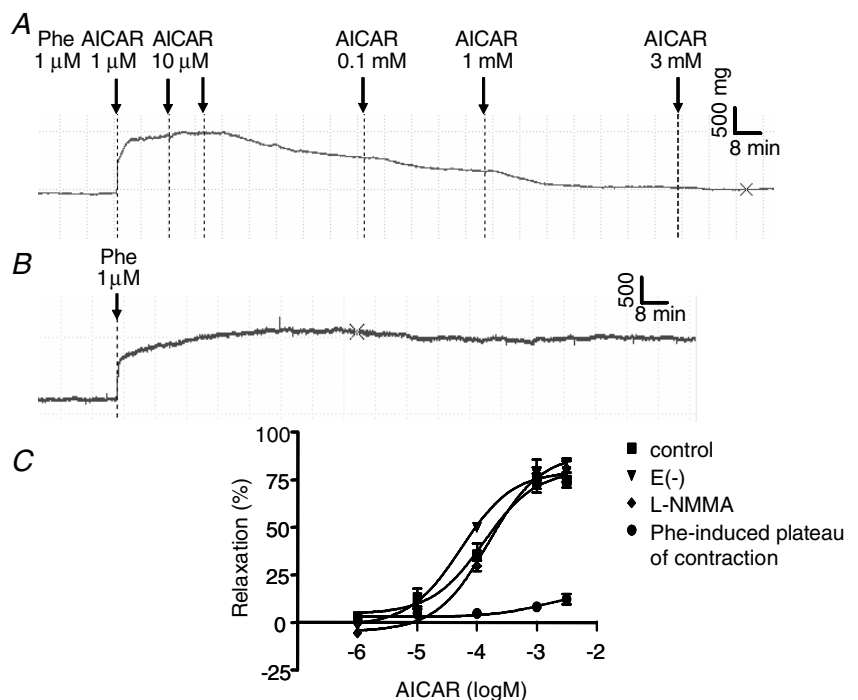 A
Phe AICAR AICAR AICAR AICAR AICAR
1 µM 1 µM 10 µM 0.1 mM 1 mM 3 mM
500 mg
8 min
B
Phe
1µM
500
8 min
C
100
75
50
25
0
-25
-6 -5 -4 -3 -2
Relaxation (%)
AICAR (logM)
control
E(-)
L-NMMA
Phe-induced plateau
of contraction